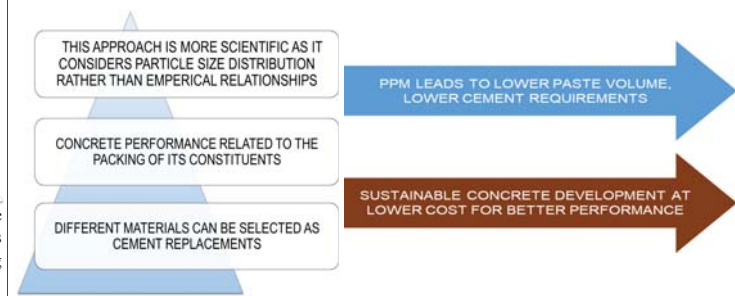 THIS APPROACH IS MORE SCIENTIFIC AS IT
CONSIDERS PARTICLE SIZE DISTRIBUTION
RATHER THAN EMPERICAL RELATIONSHIPS
CONCRETE PERFORMANCE RELATED TO THE
PACKING OF ITS CONSTITUENTS
DIFFERENT MATERIALS CAN BE SELECTED AS
CEMENT REPLACEMENTS
PPM LEADS TO LOWER PASTE VOLUME,
LOWER CEMENT REQUIREMENTS
SUSTAINABLE CONCRETE DEVELOPMENT AT
LOWER COST FOR BETTER PERFORMANCE